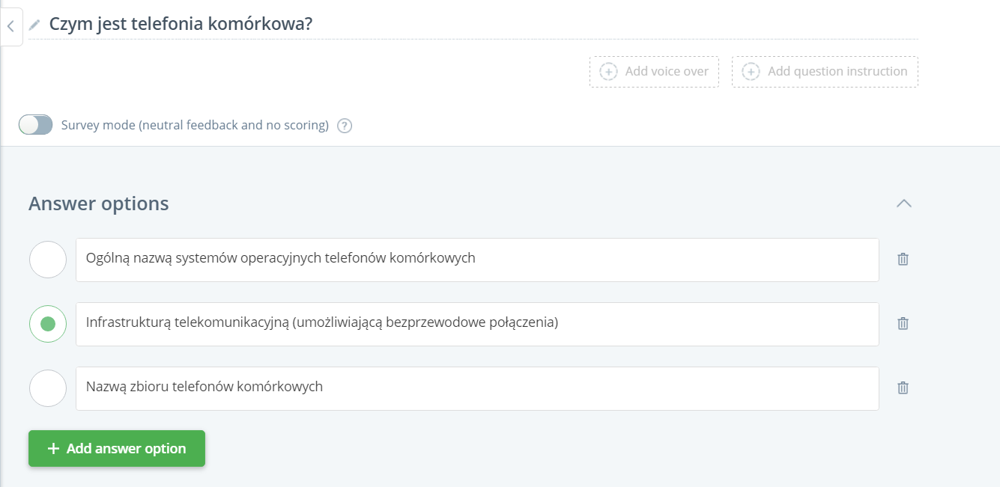 Czym jest telefonia komórkowa?
Add voice over
Add question instruction
Survey mode (neutral feedback and no scoring) ?
Answer options
Ogólną nazwą systemów operacyjnych telefonów komórkowych
Infrastrukturą telekomunikacyjną (umożliwiającą bezprzewodowe połączenia)
Nazwą zbioru telefonów komórkowych
+ Add answer option